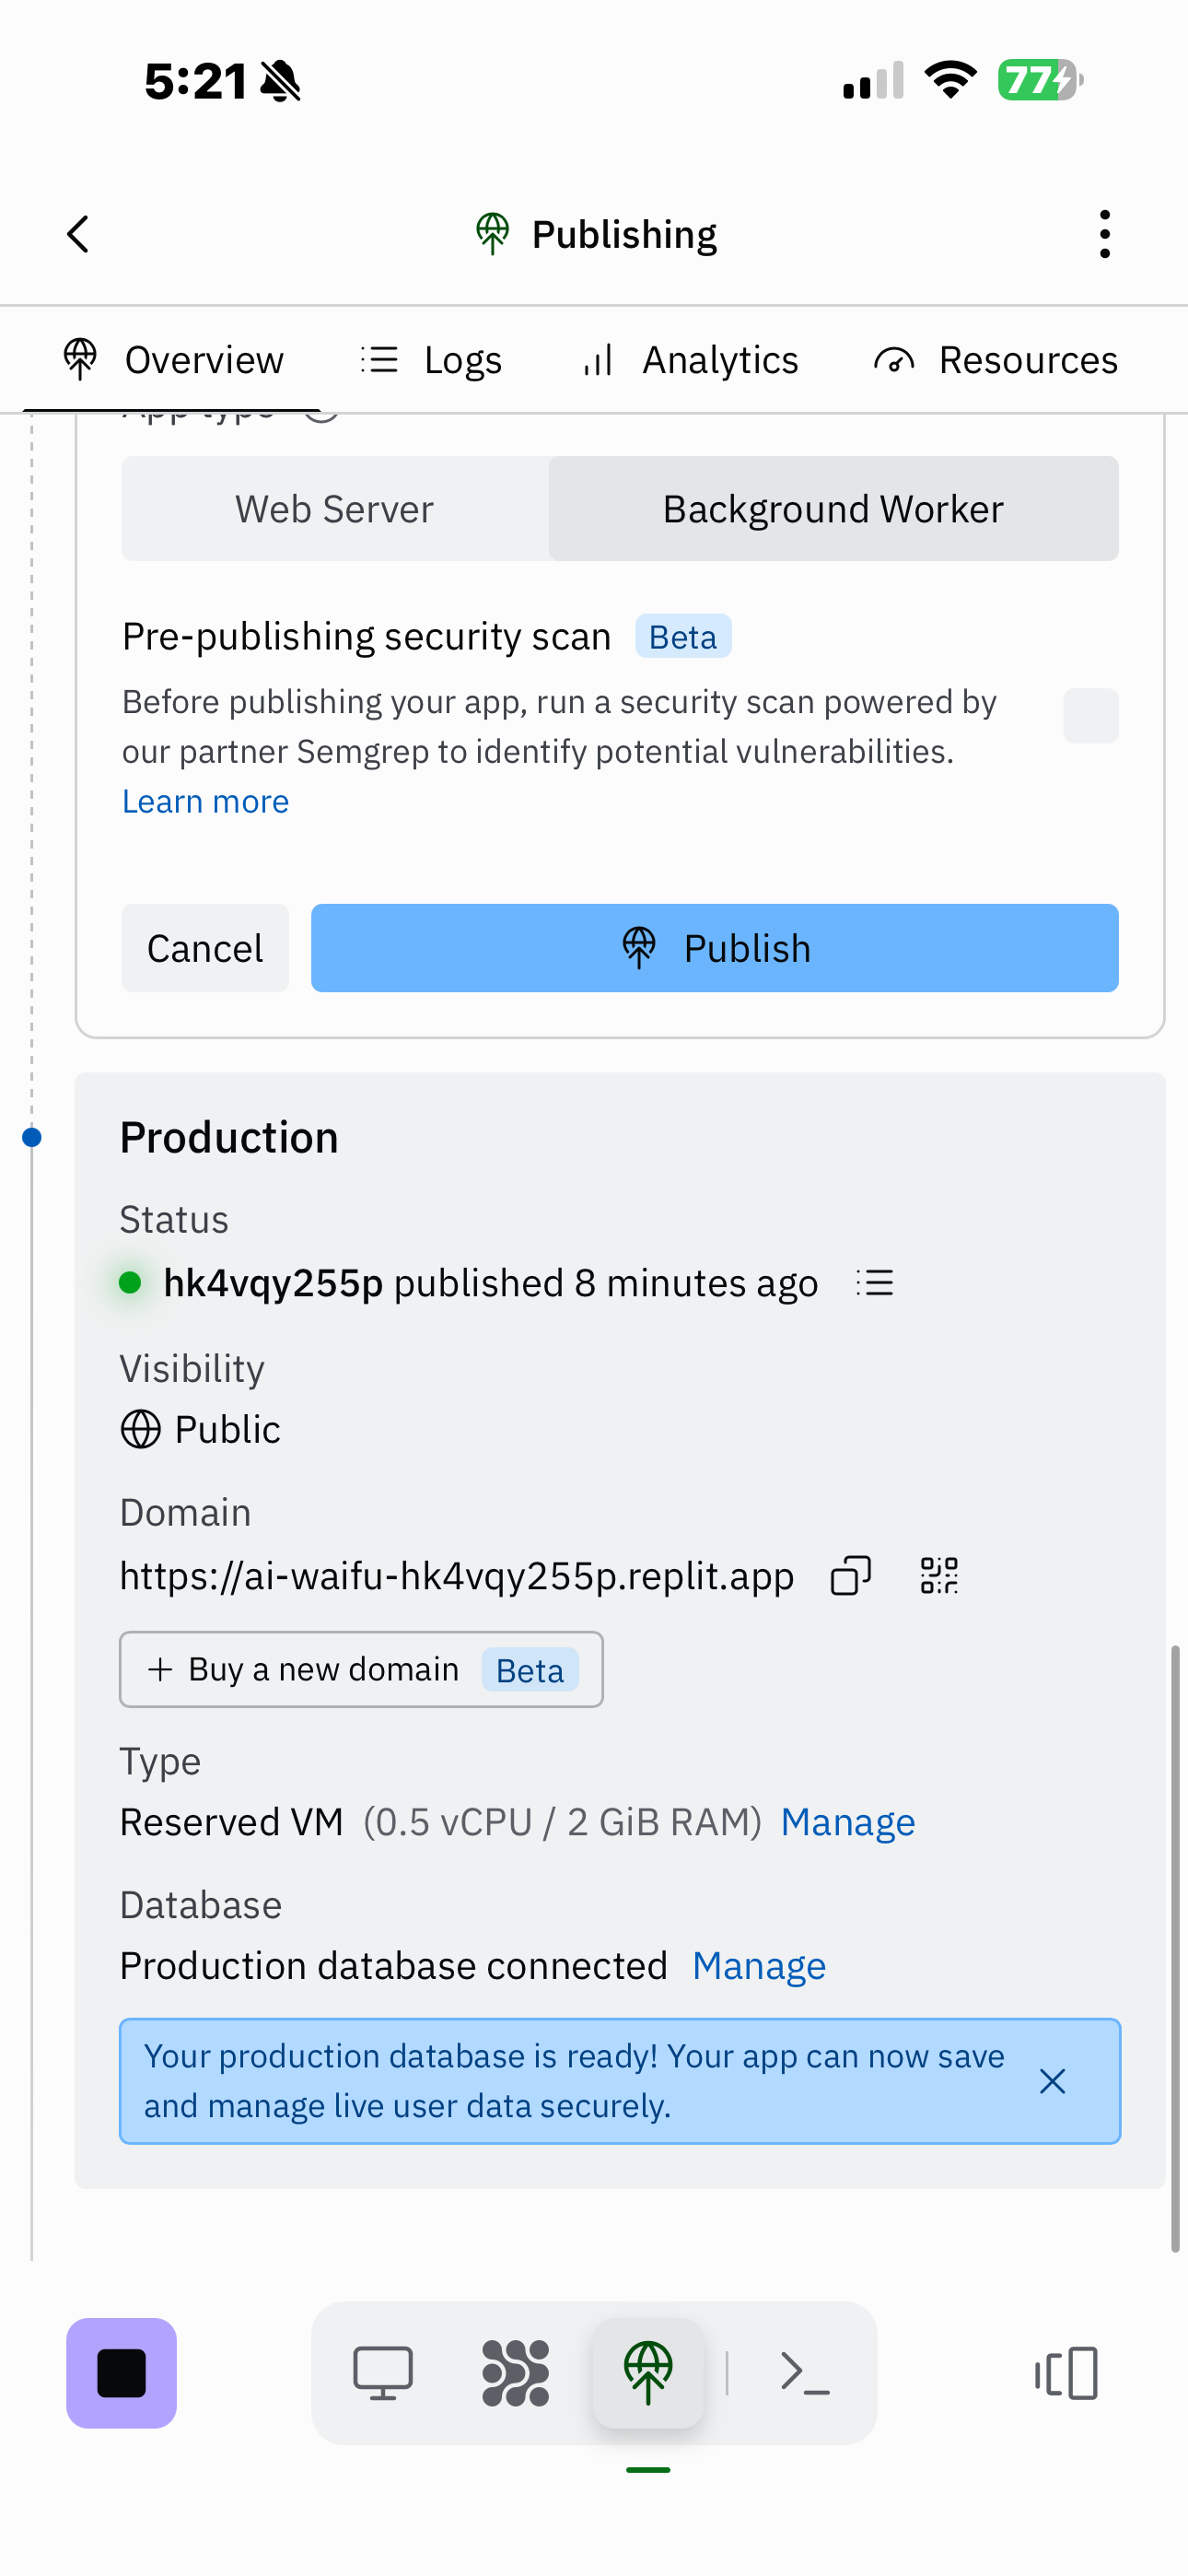 5:21
77
Publishing
Overview
Logs
Analytics
Resources
App type
Web Server
Background Worker
Pre-publishing security scan
Beta
Before publishing your app, run a security scan powered by
our partner Semgrep to identify potential vulnerabilities.
Learn more
Cancel
Publish
Production
Status
hk4vqy255p published 8 minutes ago
Visibility
Public
Domain
https://ai-waifu-hk4vqy255p.replit.app
+ Buy a new domain Beta
Type
Reserved VM (0.5 vCPU / 2 GiB RAM) Manage
Database
Production database connected Manage
Your production database is ready! Your app can now save
and manage live user data securely.